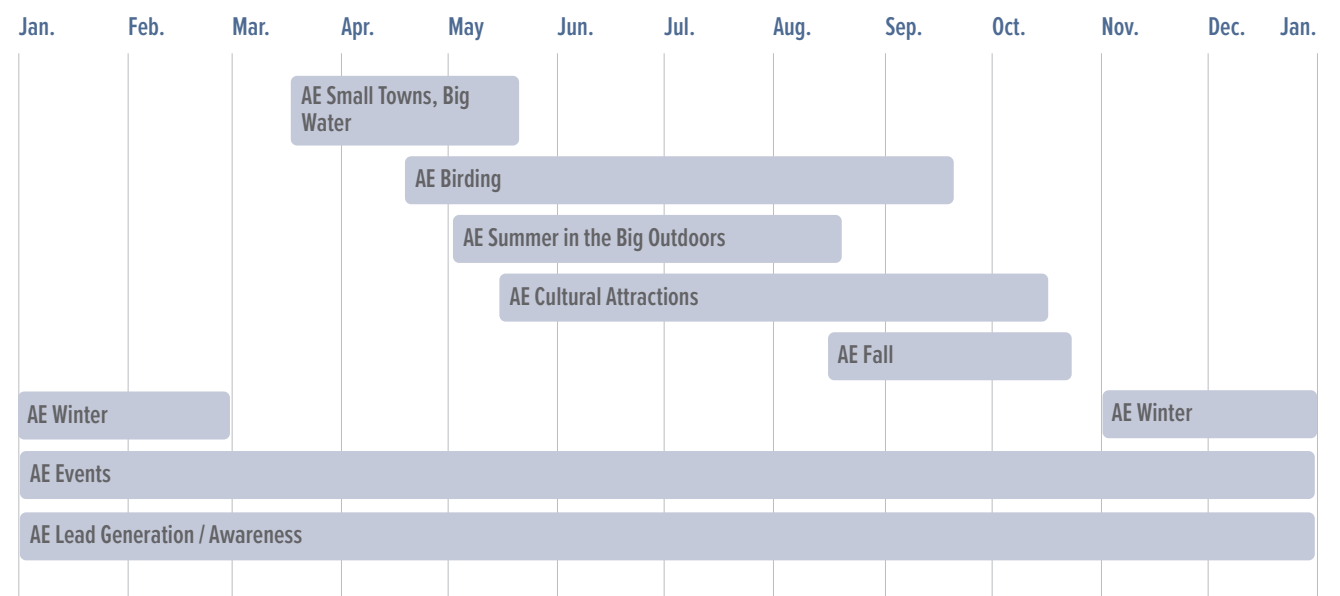 Jan. Feb. Mar. Apr. May Jun. Jul. Aug. Sep. Oct. Nov. Dec. Jan.
AE Small Towns, Big
Water
AE Birding
AE Summer in the Big Outdoors
AE Cultural Attractions
AE Fall
AE Winter AE Winter
AE Events
AE Lead Generation / Awareness